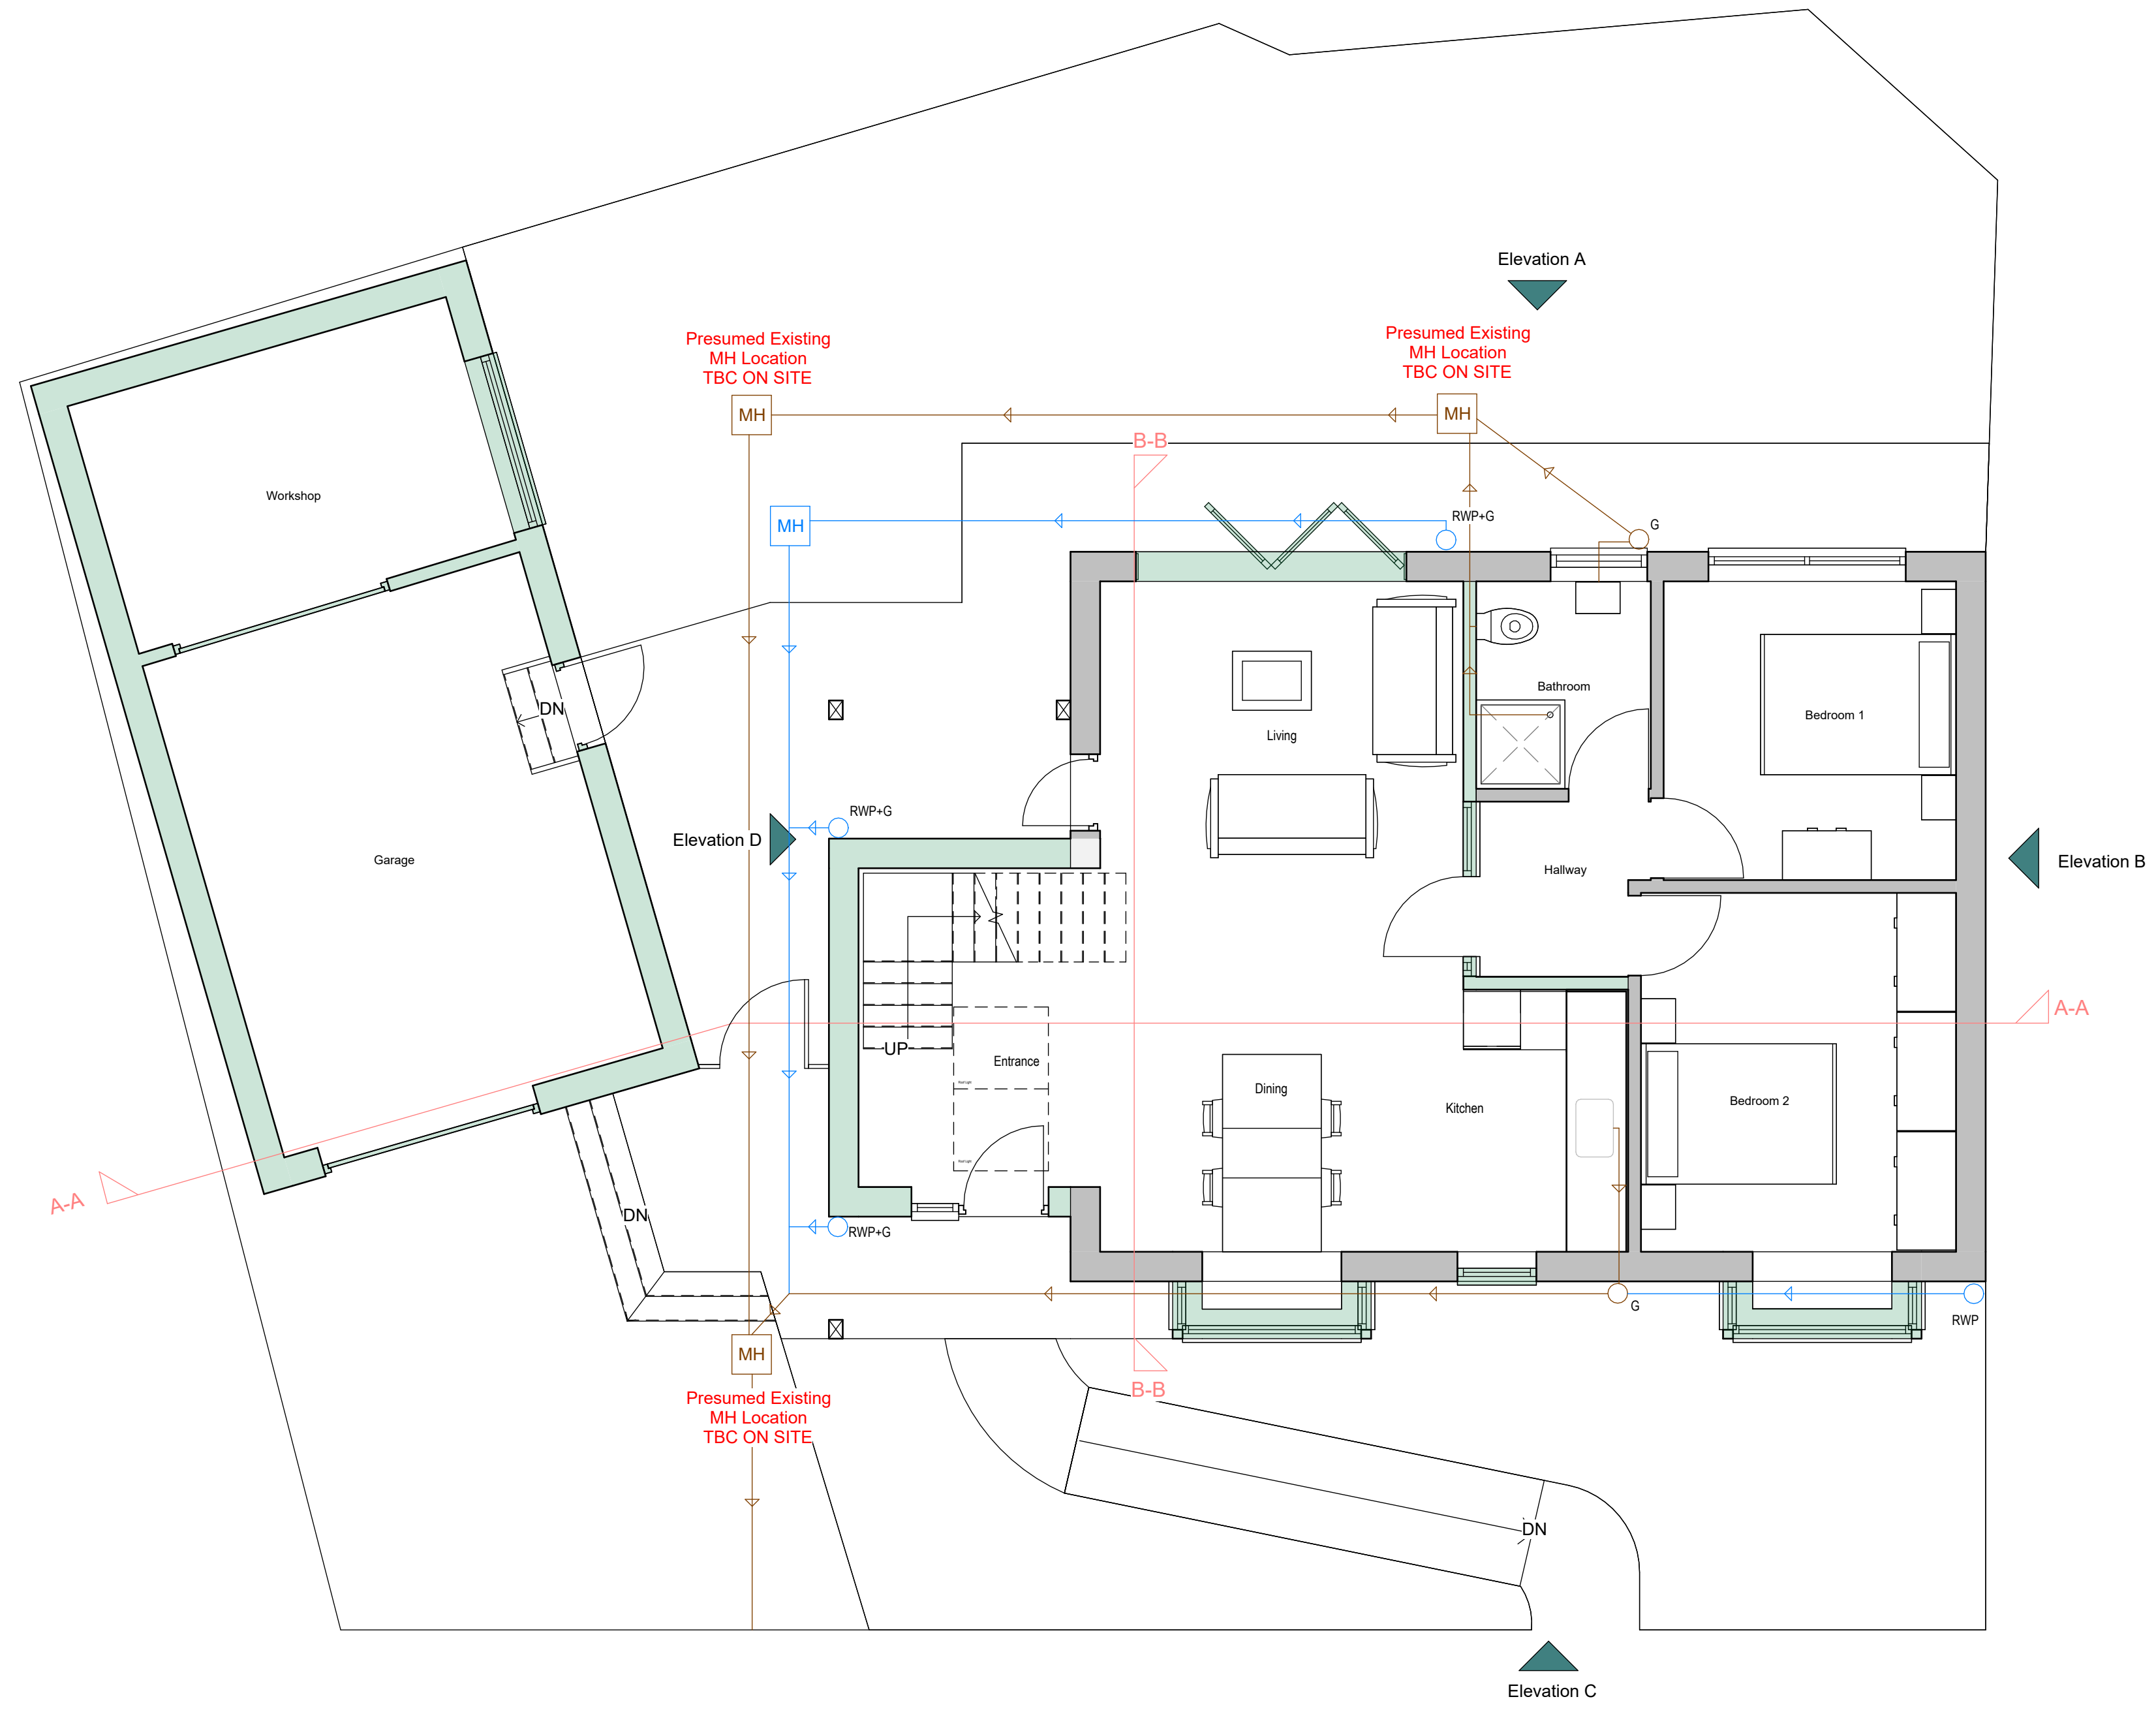 Elevation A
Presumed Existing
MH Location
TBC ON SITE
Presumed Existing
MH Location
TBC ON SITE
MH
MH
B-B
Workshop
RWP+G
G
MH
Bathroom
DN
Bedroom 1
Living
RWP+G
Elevation D
Garage
Hallway
Elevation B
A-A
UP
Entrance
Dining
Kitchen
Bedroom 2
A-A
DN
RWP+G
G
RWP
MH
B-B
Presumed Existing
MH Location
TBC ON SITE
DN
Elevation C